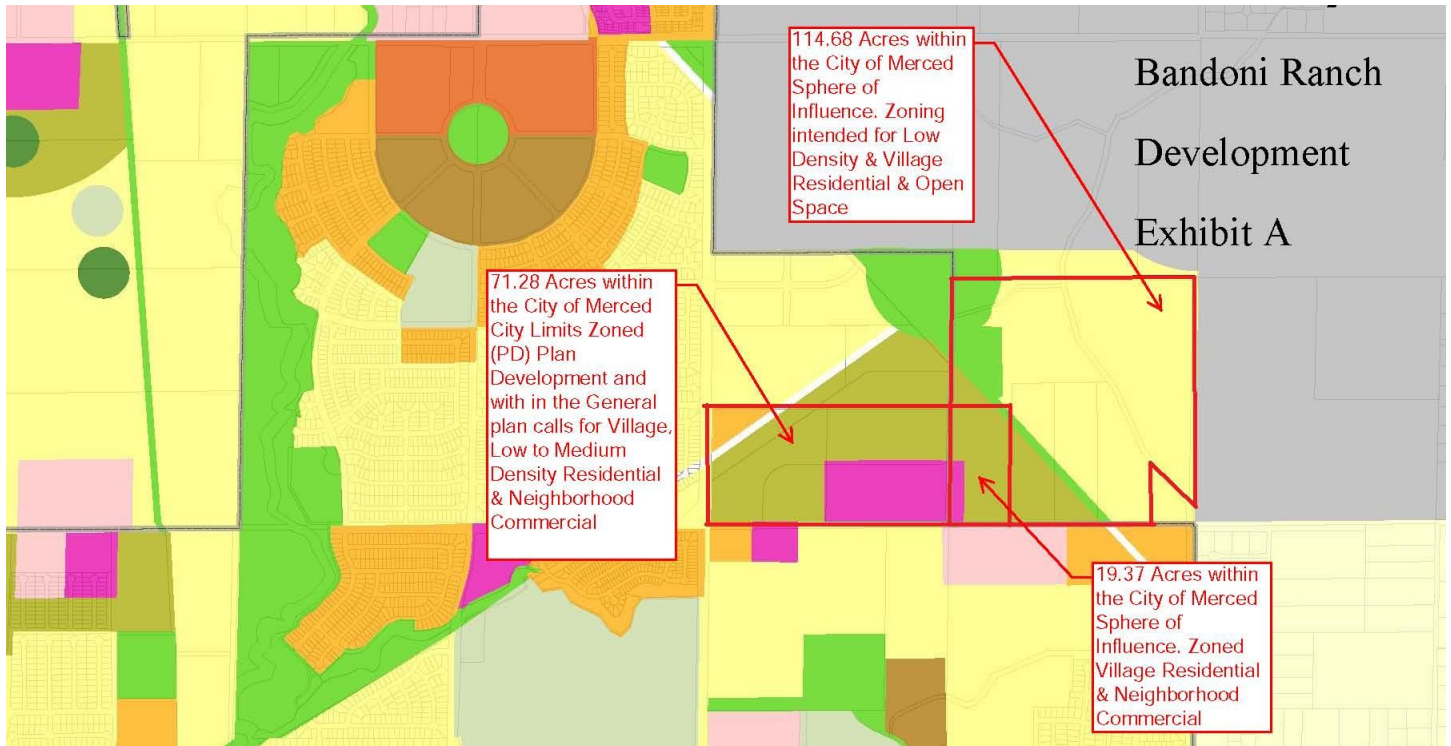 114.68 Acres within
the City of Merced
Sphere of
Influence. Zoning
intended for Low
Density & Village
Residential & Open
Space
Bandoni Ranch
Development
Exhibit A
71.28 Acres within
the City of Merced
City Limits Zoned
(PD) Plan
Development and
with in the General
plan calls for Village,
Low to Medium
Density Residential
& Neighborhood
Commercial
19.37 Acres within
the City of Merced
Sphere of
Influence. Zoned
Village Residential
& Neighborhood
Commercial